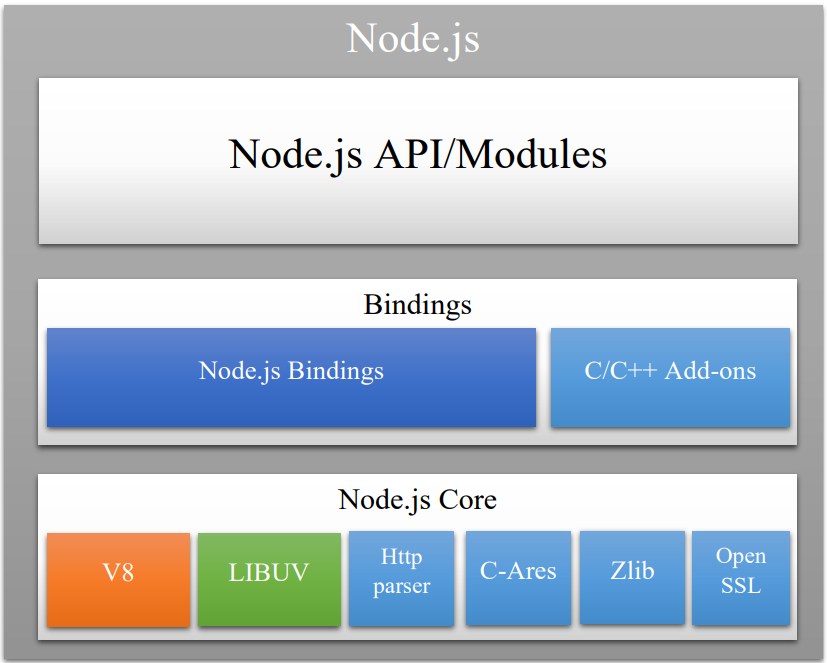 Node.js
Node.js API/Modules
Bindings
Node.js Bindings
C/C++ Add-ons
Node.js Core
V8
LIBUV
Http
parser
C-Ares
Zlib
Open
SSL